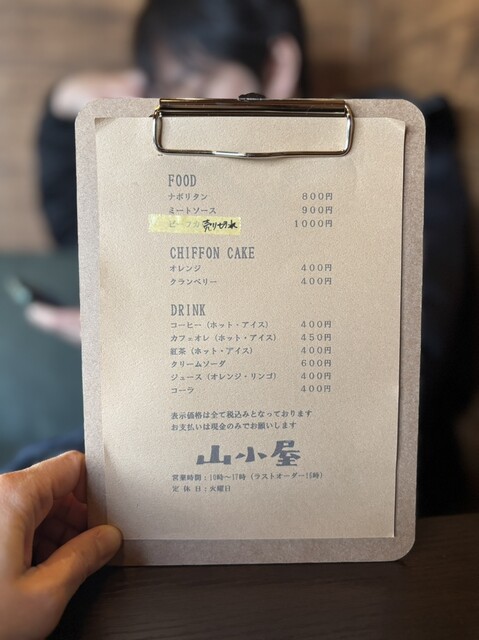 FOOD
ナポリタン 800円
ミートソース 900円
ビーフカ 売り切れ 1000円
CHIFFON CAKE
オレンジ 400円
クランベリー 400円
DRINK
コーヒー（ホット・アイス） 400円
カフェオレ（ホット・アイス） 450円
紅茶（ホット・アイス） 400円
クリームソーダ 600円
ジュース（オレンジ・リンゴ） 400円
コーラ 400円
表示価格は全て税込みとなっております
お支払いは現金のみでお願いします
山小屋
営業時間：10時〜17時（ラストオーダー16時）
定 休 日：火曜日